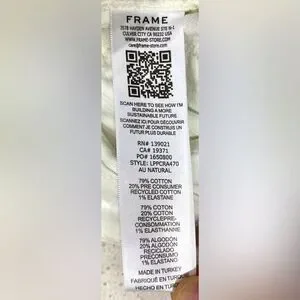 FRAME
3578 HAYDEN AVENUE STE N-1
CULVER CITY CA 90232 USA
WWW.FRAME-STORE.COM
care@frame-store.com
SCAN HERE TO SEE HOW I'M
BUILDING A MORE
SUSTAINABLE FUTURE
SCANNEZ ICI POUR DÉCOUVRIR
COMMENT JE CONSTRUIS UN
FUTUR PLUS DURABLE
RN# 139021
CA# 19371
PO# 1650800
STYLE: LPPCRA470
AU NATURAL
79% COTTON
20% PRE CONSUMER
RECYCLED COTTON
1% ELASTANE
79% COTON
20% COTON
RECYCLEPRE-
CONSOMMATION
1% ELASTHANNE
79% ALGODÓN
20% ALGODÓN
RECICLADO
PRECONSUMO
1% ELASTANO
MADE IN TURKEY
FABRIQUÉ EN TURQUIE
HECHO EN TURQUÍA